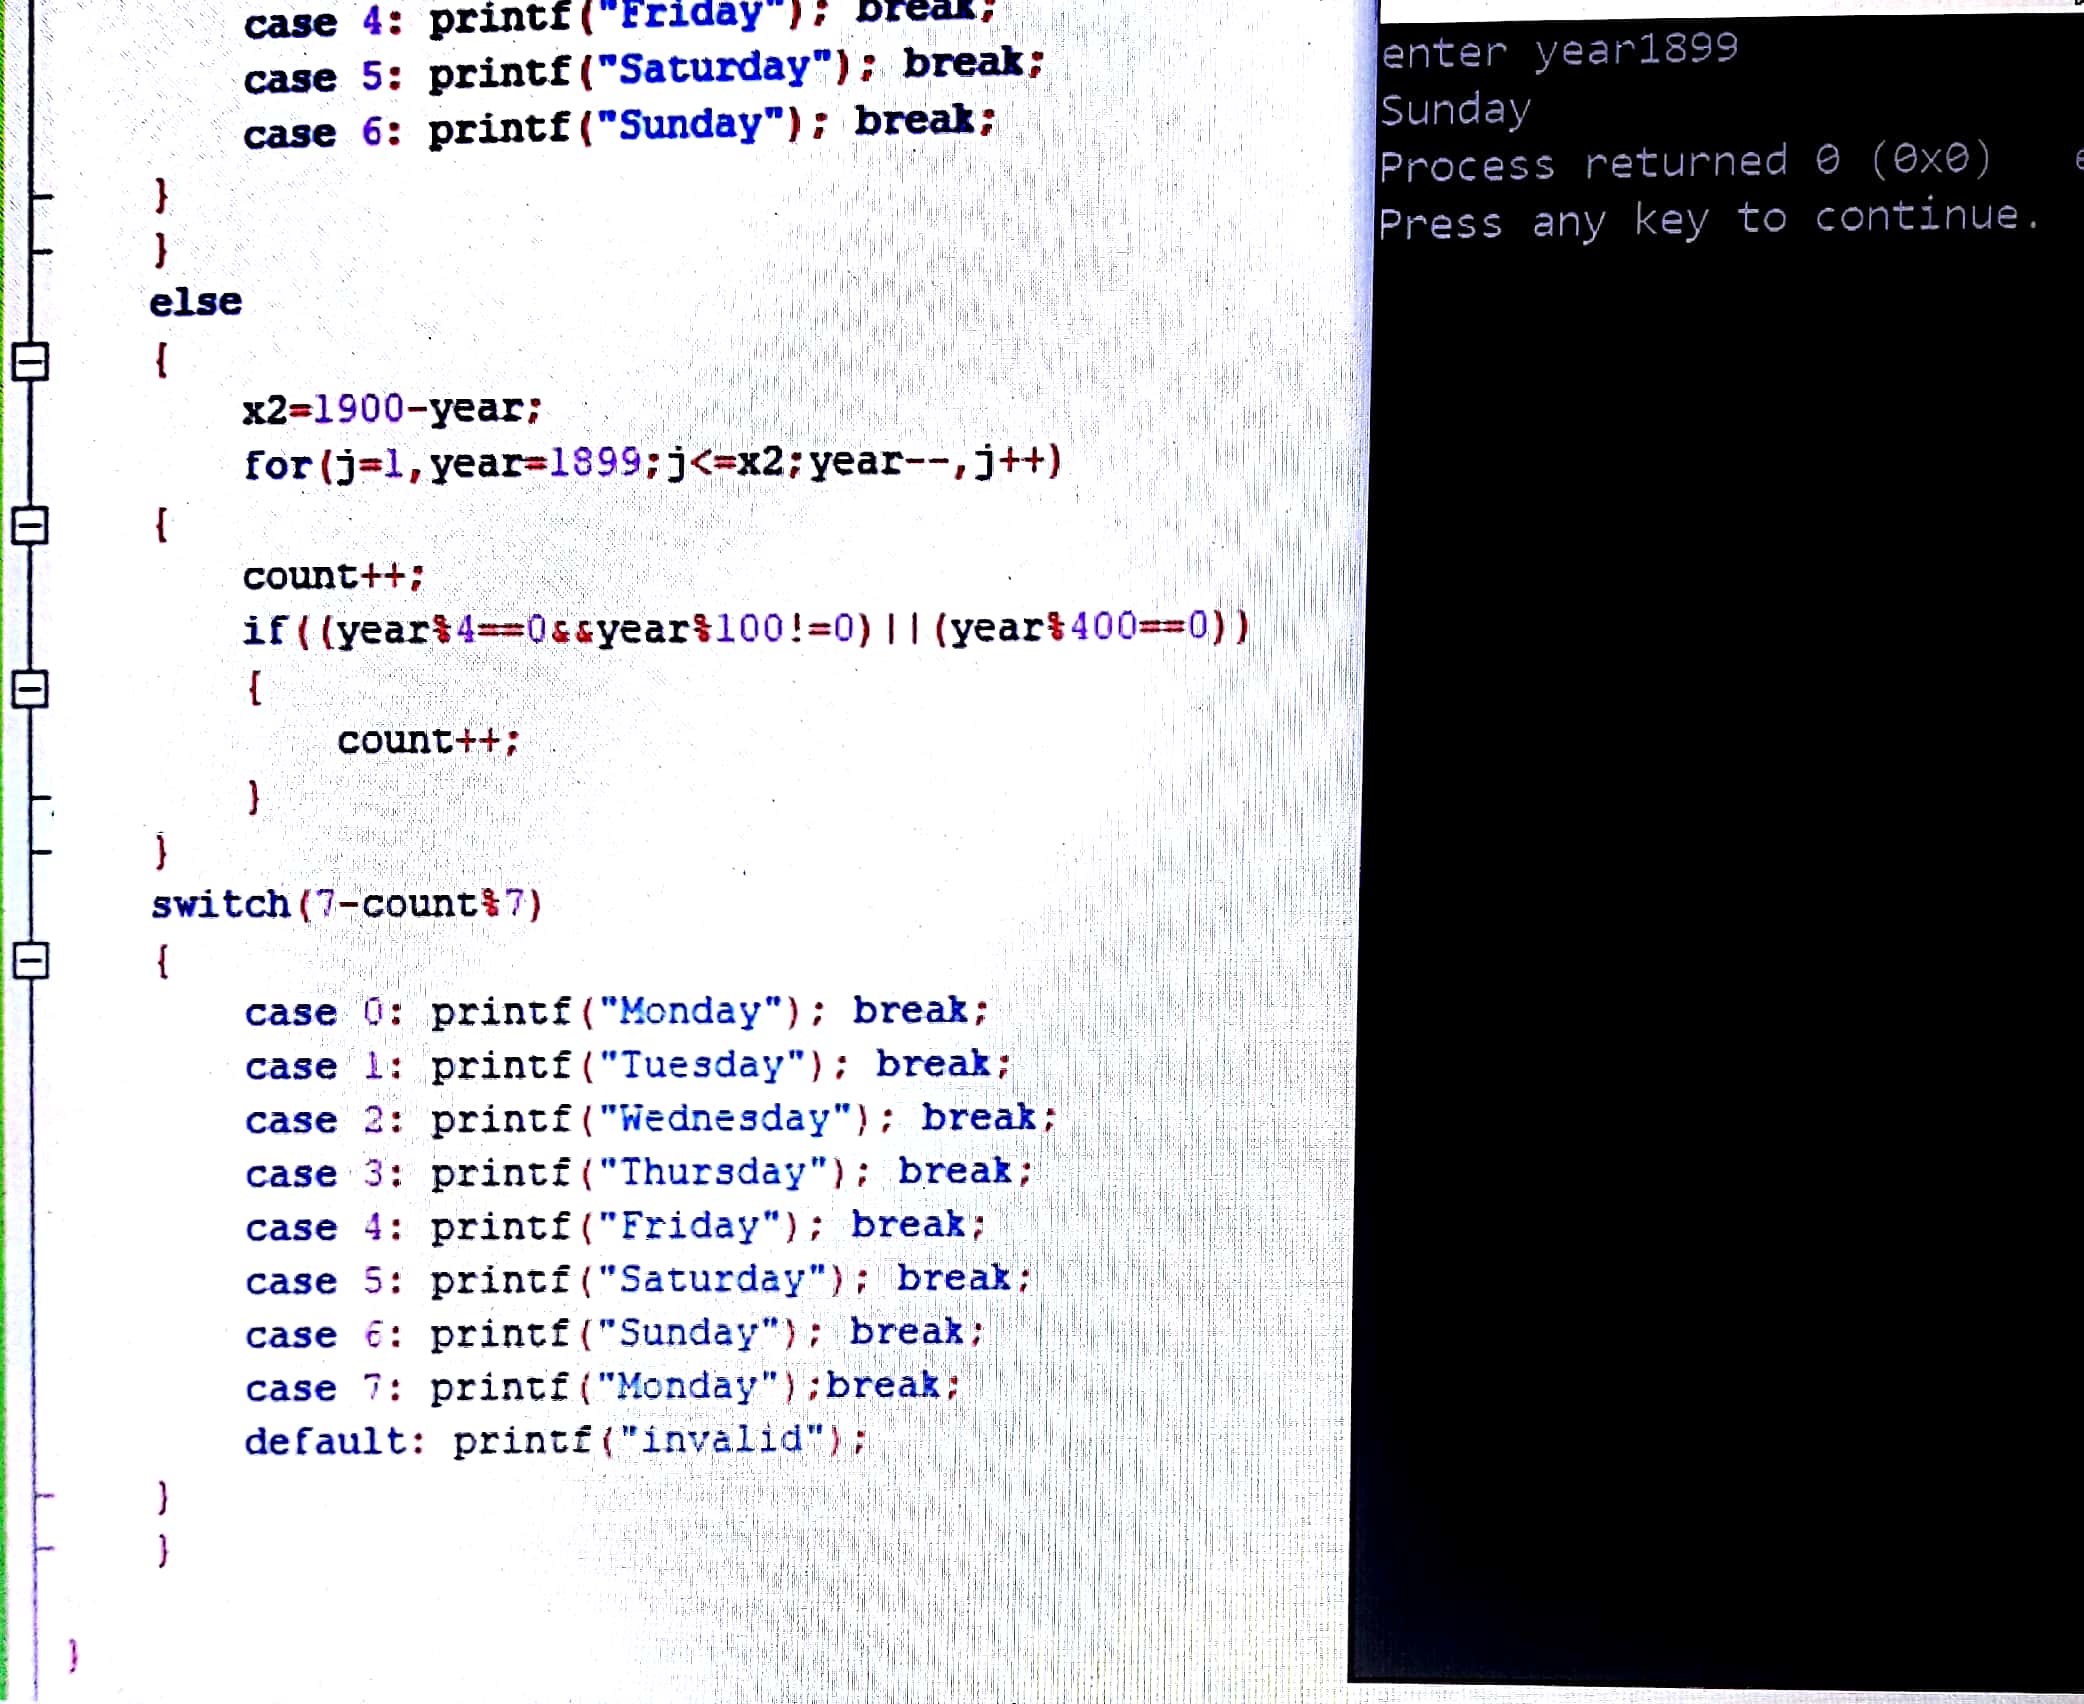 case 4: printf("Friday"); break;
case 5: printf("Saturday"); break;
case 6: printf("Sunday"); break;
}
}
else
{
x2=1900-year;
for(j=1,year=1899;j<=x2;year--,j++)
{
count++;
if((year%4==0&&year%100!=0)||(year%400==0))
{
count++;
}
}
switch(7-count%7)
{
case 0: printf("Monday"); break;
case 1: printf("Tuesday"); break;
case 2: printf("Wednesday"); break;
case 3: printf("Thursday"); break;
case 4: printf("Friday"); break;
case 5: printf("Saturday"); break;
case 6: printf("Sunday"); break;
case 7: printf("Monday");break;
default: printf("invalid");
}
}
}
enter year1899
Sunday
Process returned 0 (0x0)
Press any key to continue.